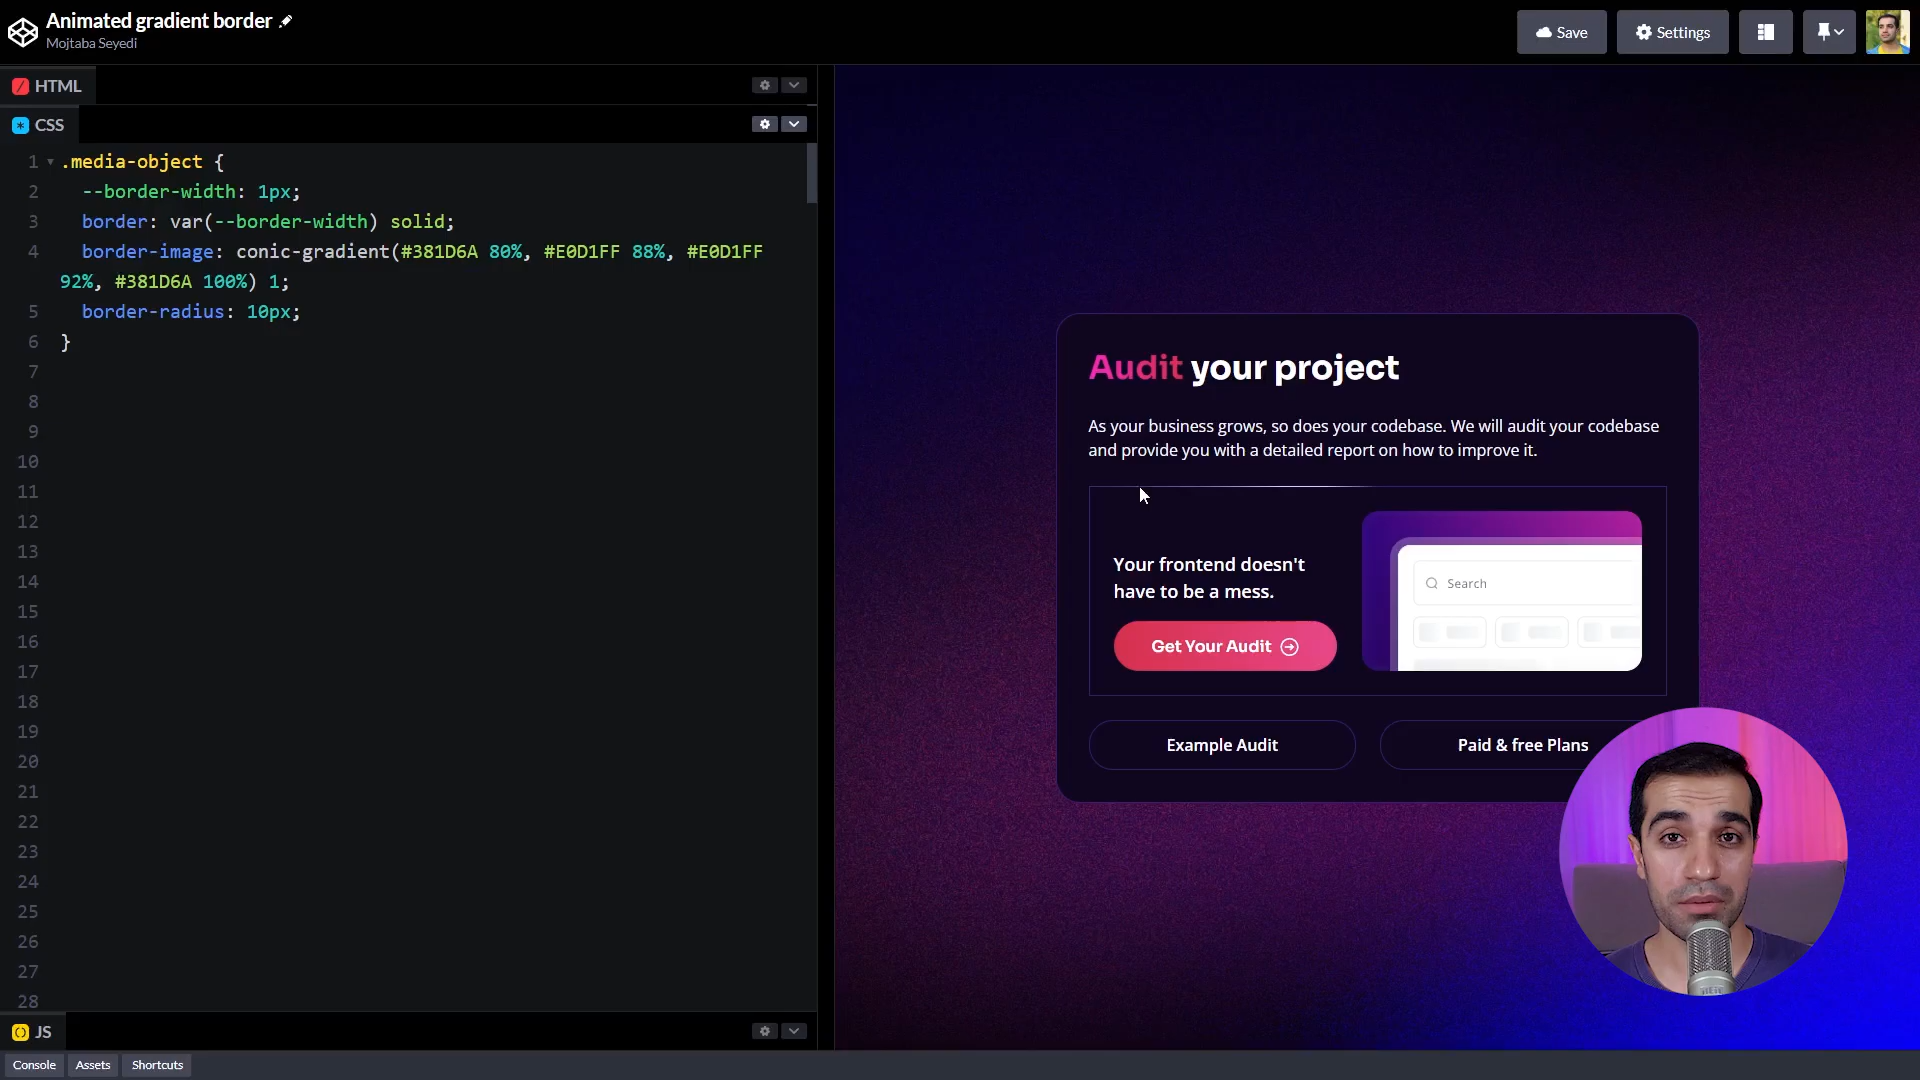 Animated gradient border
Mojtaba Seyedi
Save
Settings
HTML
CSS
1 .media-object {
2 --border-width: 1px;
3 border: var(--border-width) solid;
4 border-image: conic-gradient(#381D6A 80%, #E0D1FF 88%, #E0D1FF
92%, #381D6A 100%) 1;
5 border-radius: 10px;
6 }
7
8
9
10
11
12
13
14
15
16
17
18
19
20
21
22
23
24
25
26
27
28
JS
Console Assets Shortcuts
Audit your project
As your business grows, so does your codebase. We will audit your codebase
and provide you with a detailed report on how to improve it.
Your frontend doesn't
have to be a mess.
Get Your Audit
Search
Example Audit
Paid & free Plans